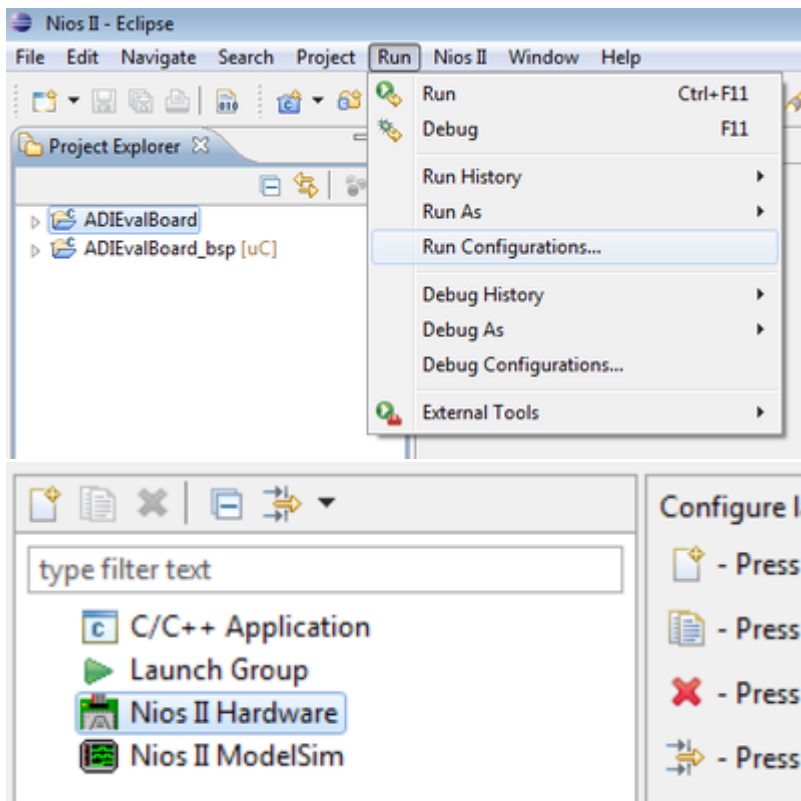 Nios II - Eclipse
File Edit Navigate Search Project Run Nios II Window Help
010
Run Ctrl+F11
Debug F11
Project Explorer
Run History
Run As
ADIEvalBoard
ADIEvalBoard_bsp [uC]
Run Configurations...
Debug History
Debug As
Debug Configurations...
External Tools
Configure l
type filter text
- Press
C/C++ Application
- Press
Launch Group
- Press
Nios II Hardware
Nios II ModelSim
- Press